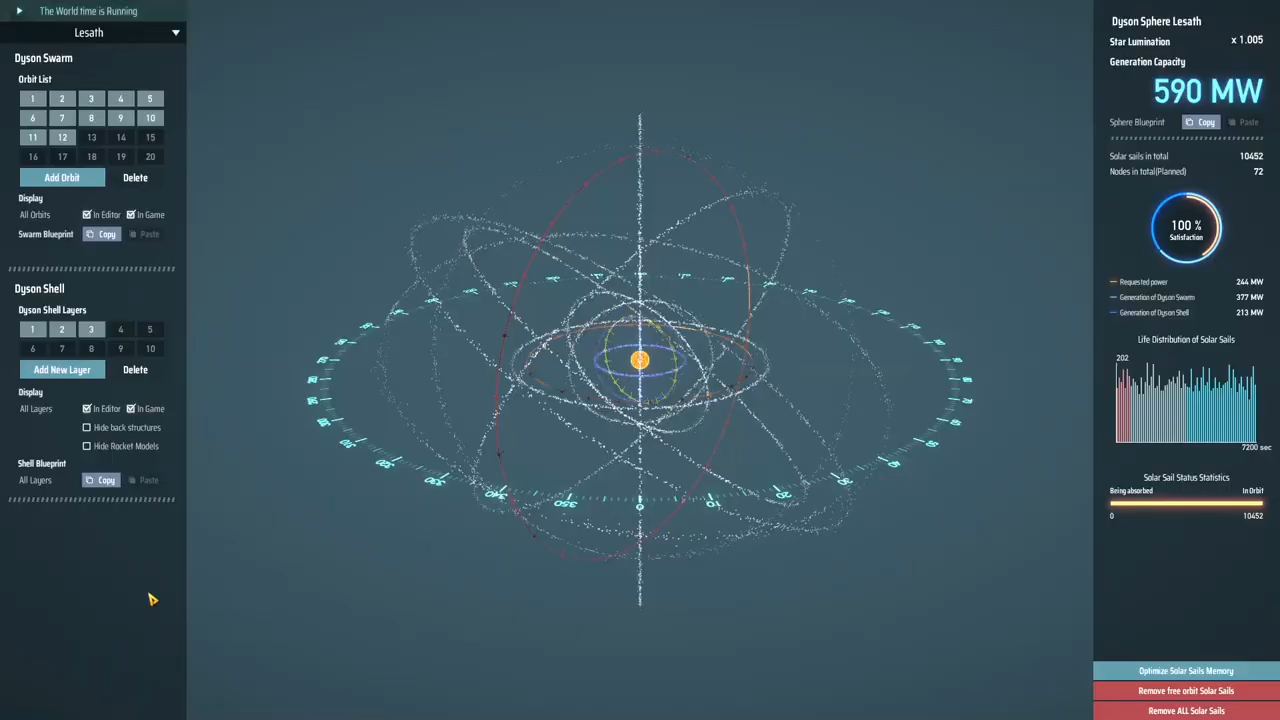 The World time is Running
Lesath
Dyson Swarm
Orbit List
1 2 3 4 5
6 7 8 9 10
11 12 13 14 15
16 17 18 19 20
Add Orbit Delete
Display
All Orbits In Editor In Game
Swarm Blueprint Copy Paste
Dyson Shell
Dyson Shell Layers
1 2 3 4 5
6 7 8 9 10
Add New Layer Delete
Display
All Layers In Editor In Game
Hide back structures
Hide Rocket Models
Shell Blueprint
All Layers Copy Paste
340 350 0 10 20 30
Dyson Sphere Lesath
Star Lumination x 1.005
Generation Capacity
590 MW
Sphere Blueprint Copy Paste
Solar sails in total 10452
Nodes in total(Planned) 72
100 %
Satisfaction
Requested power 244 MW
Generation of Dyson Swarm 377 MW
Generation of Dyson Shell 213 MW
Life Distribution of Solar Sails
202
7200 sec
Solar Sail Status Statistics
Being absorbed In Orbit
0 10452
Optimize Solar Sails Memory
Remove free orbit Solar Sails
Remove ALL Solar Sails